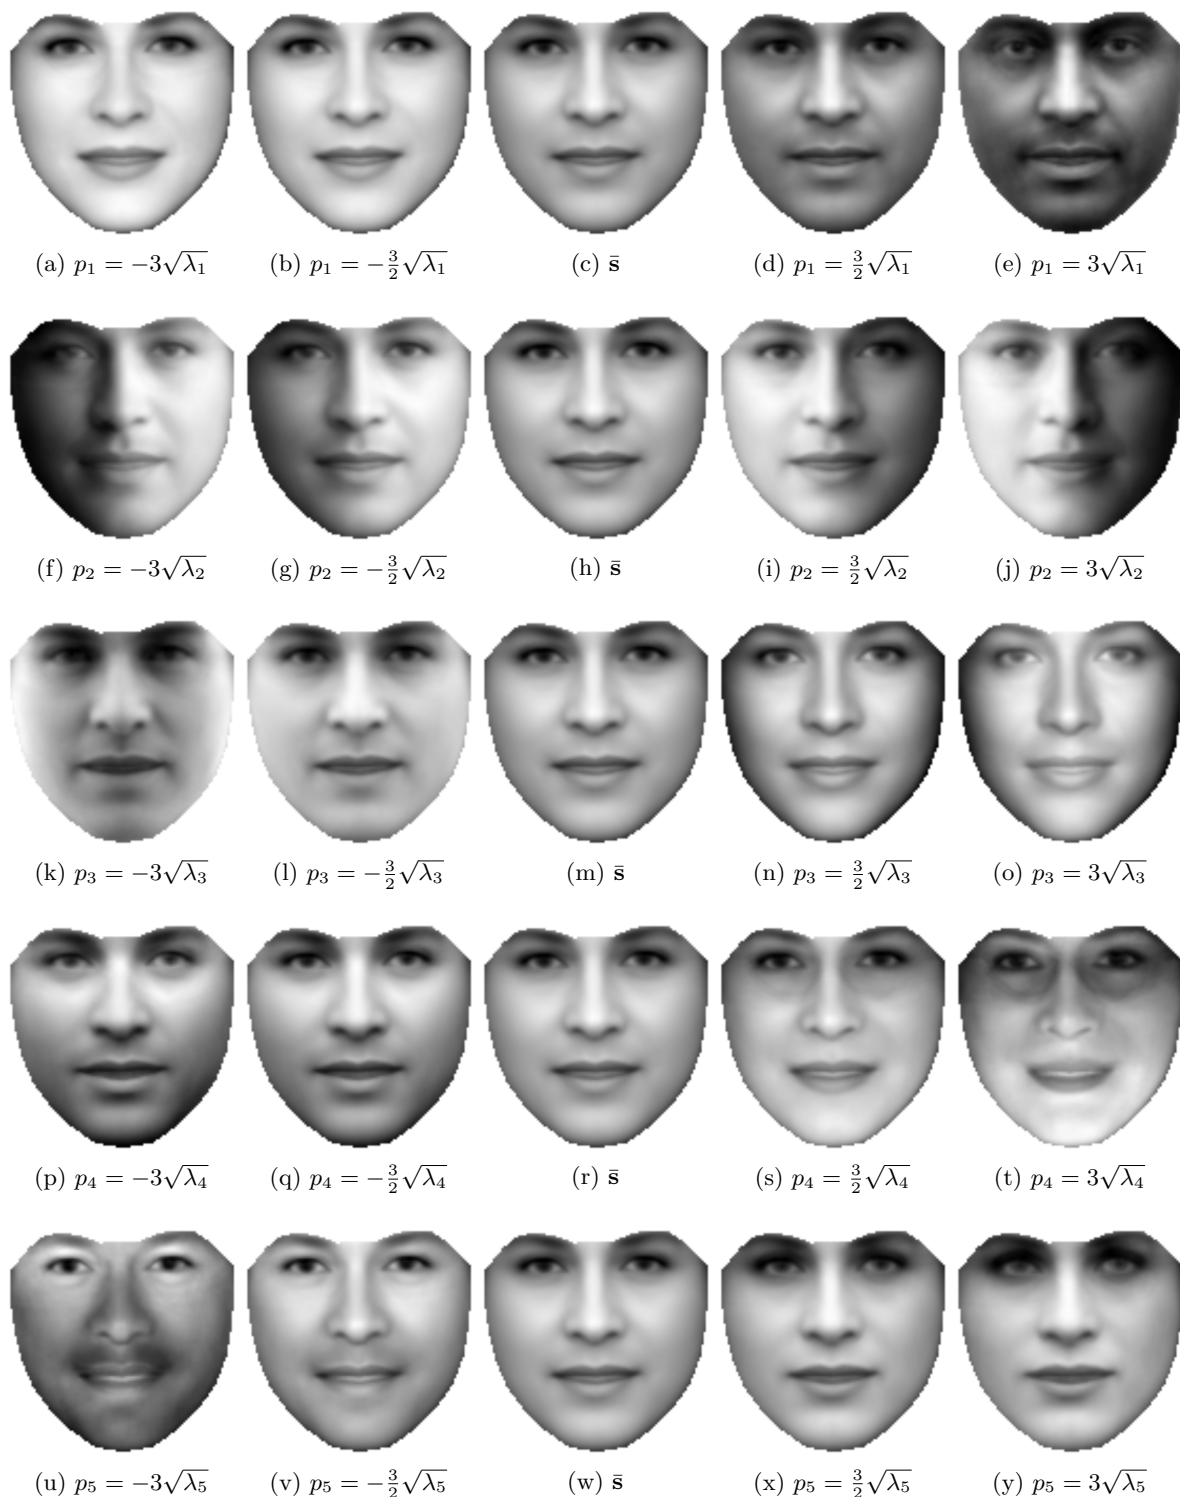 (a) p₁ = −3√λ₁ (b) p₁ = −3/2√λ₁ (c) s̄ (d) p₁ = 3/2√λ₁ (e) p₁ = 3√λ₁
(f) p₂ = −3√λ₂ (g) p₂ = −3/2√λ₂ (h) s̄ (i) p₂ = 3/2√λ₂ (j) p₂ = 3√λ₂
(k) p₃ = −3√λ₃ (l) p₃ = −3/2√λ₃ (m) s̄ (n) p₃ = 3/2√λ₃ (o) p₃ = 3√λ₃
(p) p₄ = −3√λ₄ (q) p₄ = −3/2√λ₄ (r) s̄ (s) p₄ = 3/2√λ₄ (t) p₄ = 3√λ₄
(u) p₅ = −3√λ₅ (v) p₅ = −3/2√λ₅ (w) s̄ (x) p₅ = 3/2√λ₅ (y) p₅ = 3√λ₅